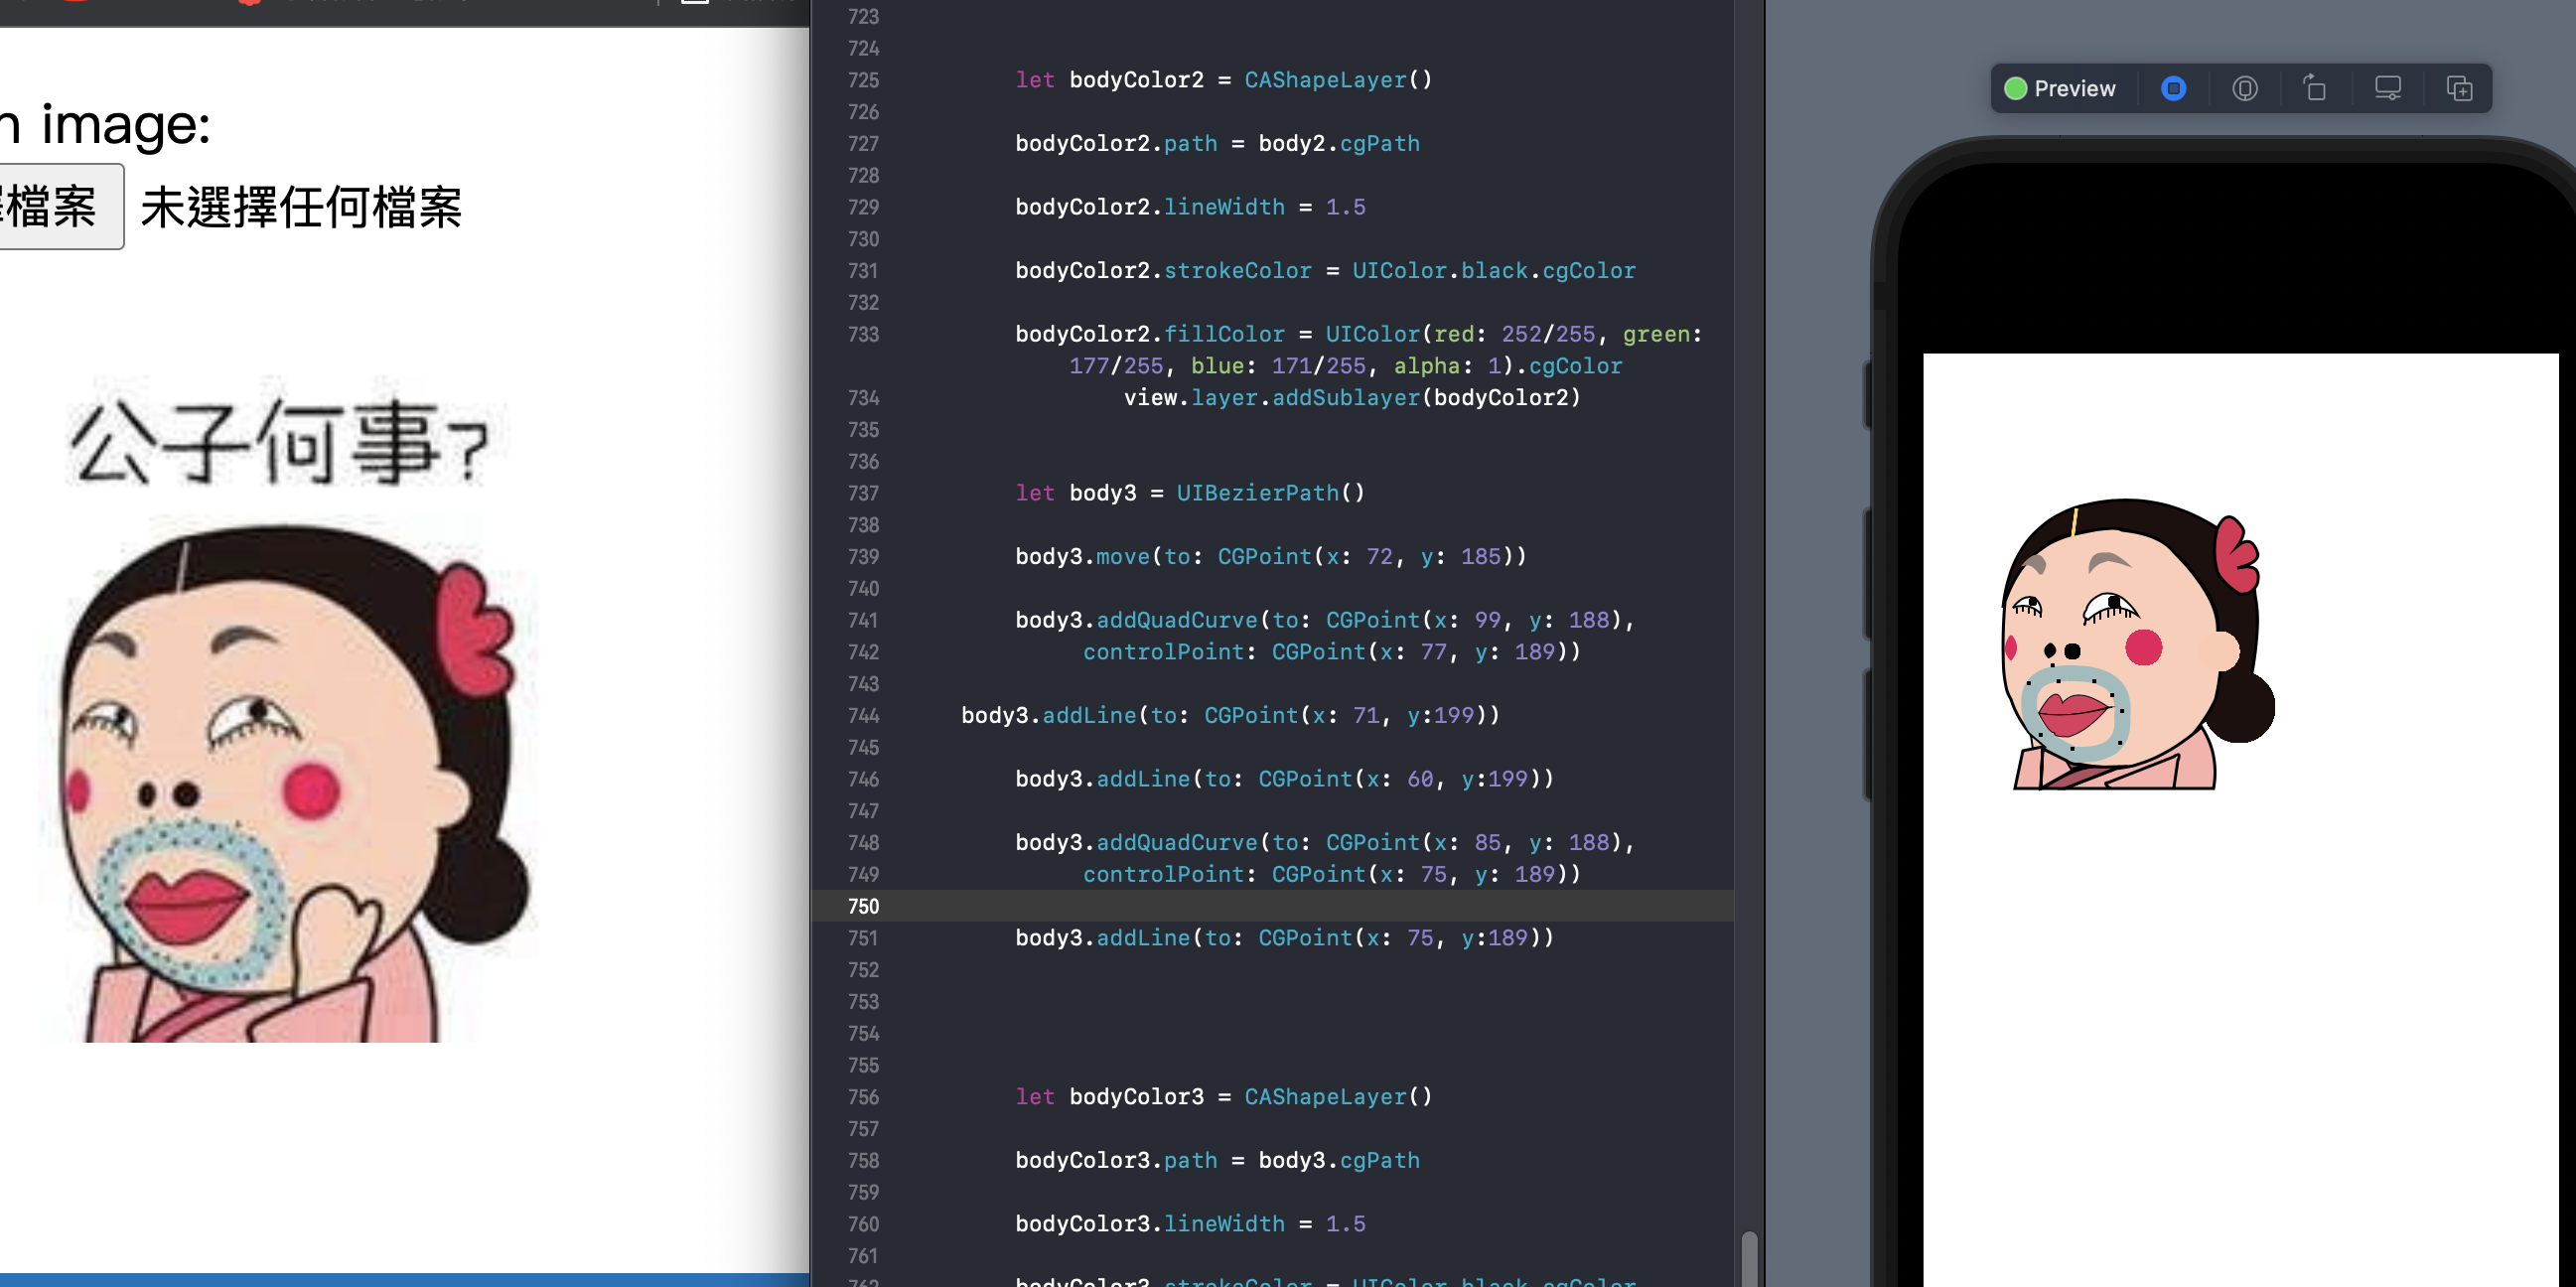 n image:
檔案 未選擇任何檔案
公子何事?
723
724
725 let bodyColor2 = CAShapeLayer()
726
727 bodyColor2.path = body2.cgPath
728
729 bodyColor2.lineWidth = 1.5
730
731 bodyColor2.strokeColor = UIColor.black.cgColor
732
733 bodyColor2.fillColor = UIColor(red: 252/255, green:
177/255, blue: 171/255, alpha: 1).cgColor
734 view.layer.addSublayer(bodyColor2)
735
736
737 let body3 = UIBezierPath()
738
739 body3.move(to: CGPoint(x: 72, y: 185))
740
741 body3.addQuadCurve(to: CGPoint(x: 99, y: 188),
742 controlPoint: CGPoint(x: 77, y: 189))
743
744 body3.addLine(to: CGPoint(x: 71, y:199))
745
746 body3.addLine(to: CGPoint(x: 60, y:199))
747
748 body3.addQuadCurve(to: CGPoint(x: 85, y: 188),
749 controlPoint: CGPoint(x: 75, y: 189))
750
751 body3.addLine(to: CGPoint(x: 75, y:189))
752
753
754
755
756 let bodyColor3 = CAShapeLayer()
757
758 bodyColor3.path = body3.cgPath
759
760 bodyColor3.lineWidth = 1.5
761
762 bodyColor3.strokeColor = UIColor.black.cgColor
Preview